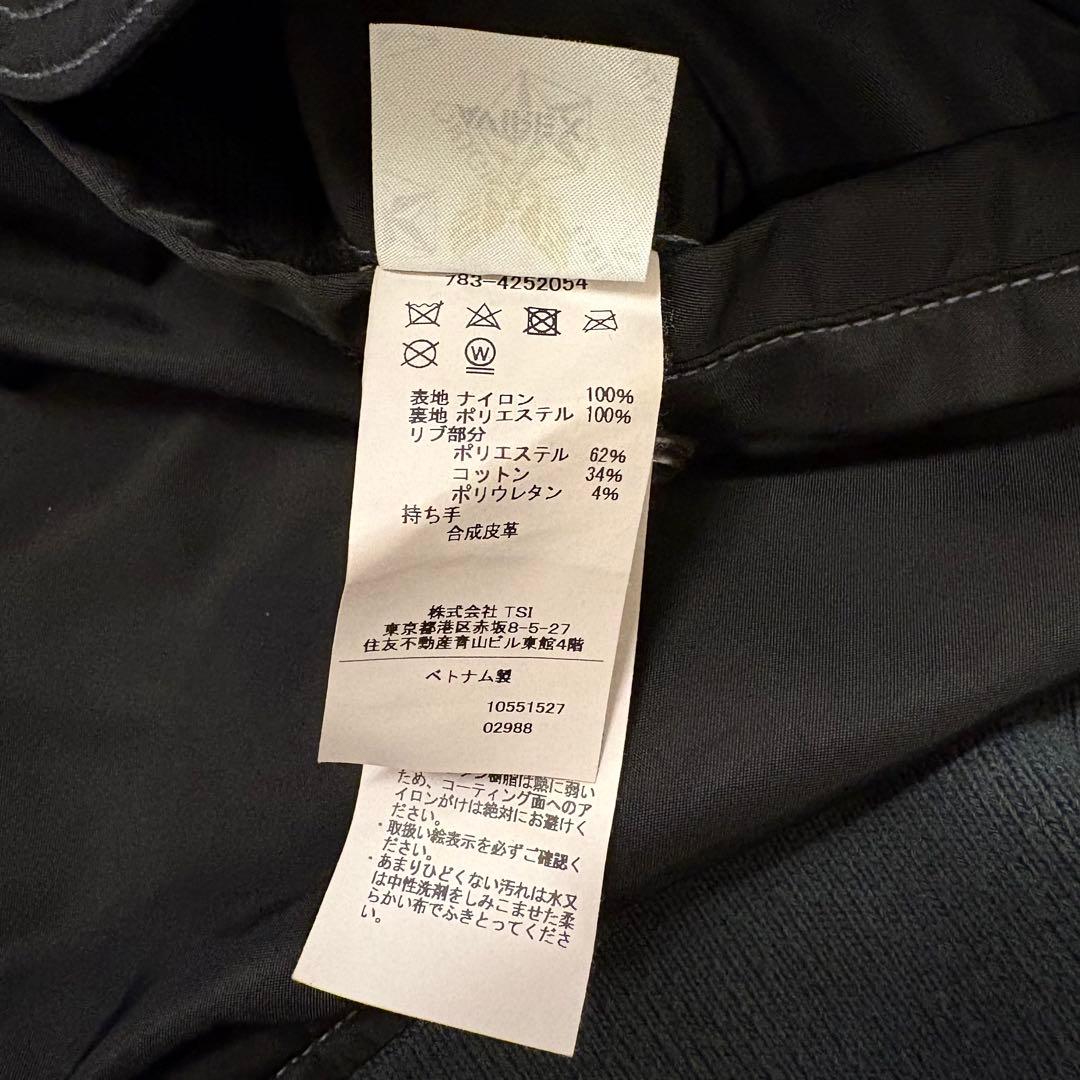 AVIREX
783-4252054
W
表地 ナイロン 100%
裏地 ポリエステル 100%
リブ部分
ポリエステル 62%
コットン 34%
ポリウレタン 4%
持ち手
合成皮革
株式会社 TSI
東京都港区赤坂8-5-27
住友不動産青山ビル東館4階
ベトナム製
10551527
02988
樹脂は熱に弱い
ため、コーティング面へのア
イロンがけは絶対にお避けく
ださい。
・取扱い絵表示を必ずご確認く
ださい。
・あまりひどくない汚れは水又
は中性洗剤をしみこませた柔
らかい布でふきとってくださ
い。